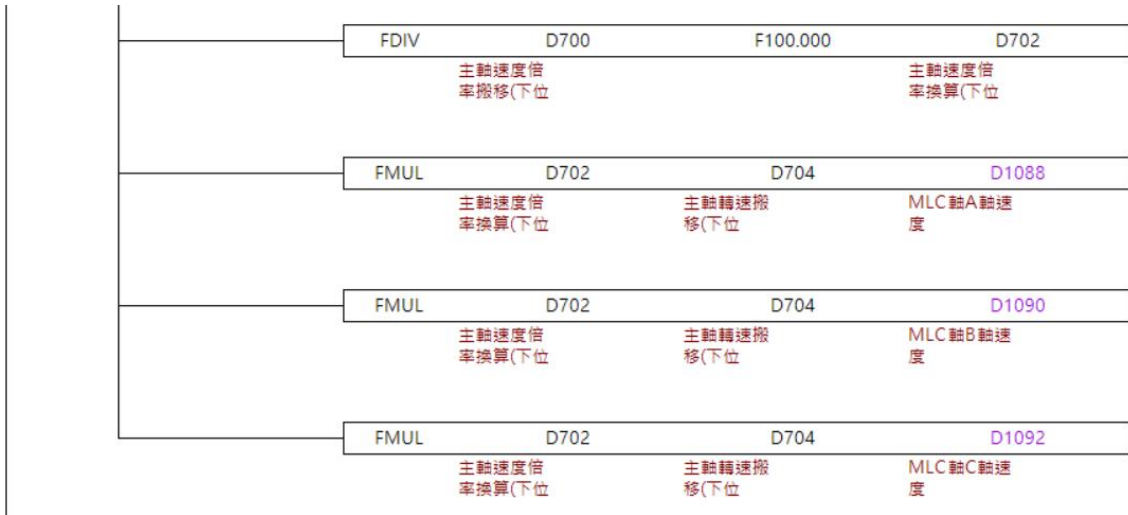 FDIV D700 F100.000 D702
主軸速度倍 主軸速度倍
率搬移(下位 率換算(下位
FMUL D702 D704 D1088
主軸速度倍 主軸轉速搬 MLC軸A軸速
率換算(下位 移(下位 度
FMUL D702 D704 D1090
主軸速度倍 主軸轉速搬 MLC軸B軸速
率換算(下位 移(下位 度
FMUL D702 D704 D1092
主軸速度倍 主軸轉速搬 MLC軸C軸速
率換算(下位 移(下位 度